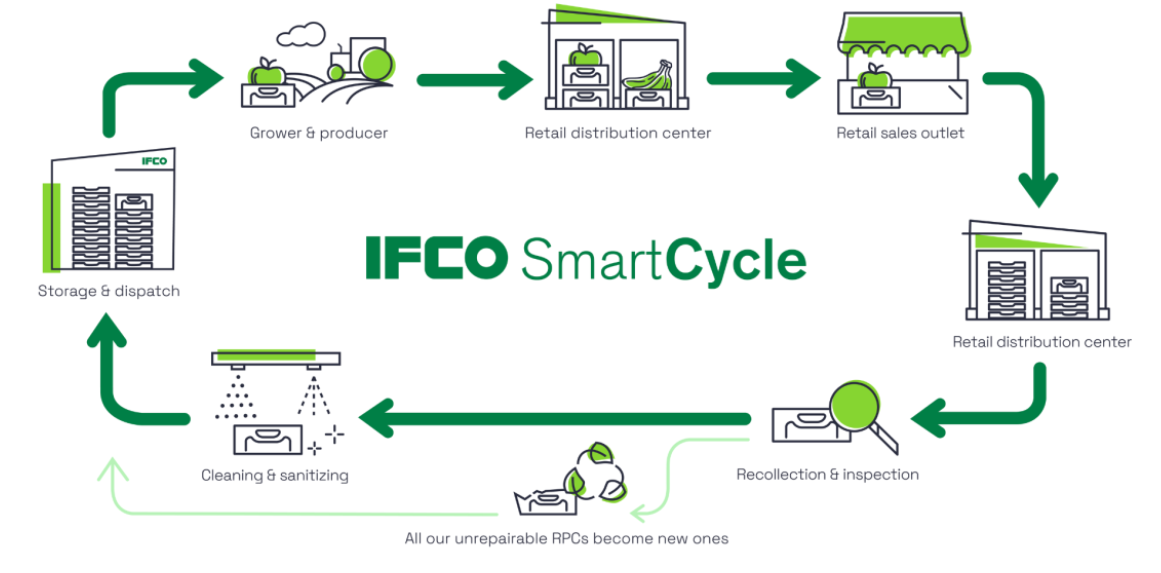 Grower & producer
Retail distribution center
Retail sales outlet
IFCO
Storage & dispatch
IFCO SmartCycle
Retail distribution center
Cleaning & sanitizing
Recollection & inspection
All our unrepairable RPCs become new ones